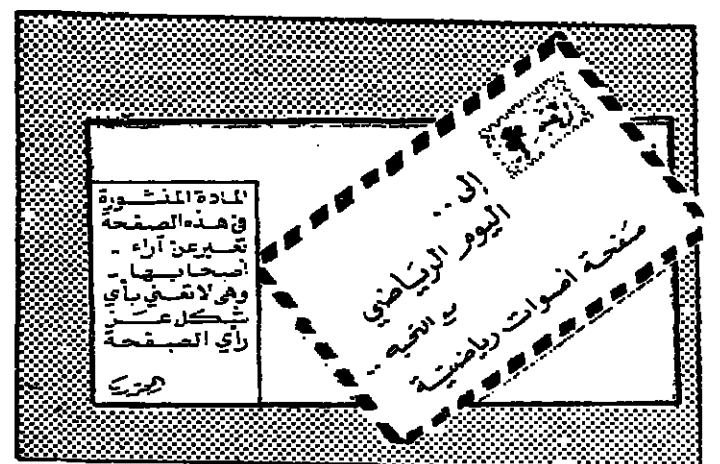 المادة المنشورة
في هذه الصفحة
تعبر عن آراء -
أصحابها -
وهي لا تعني بأي
شكل عن
رأي الصفحة
المحرر
إلى ..
اليوم الرياضي
مع التحية ..
صفحة أصوات رياضية